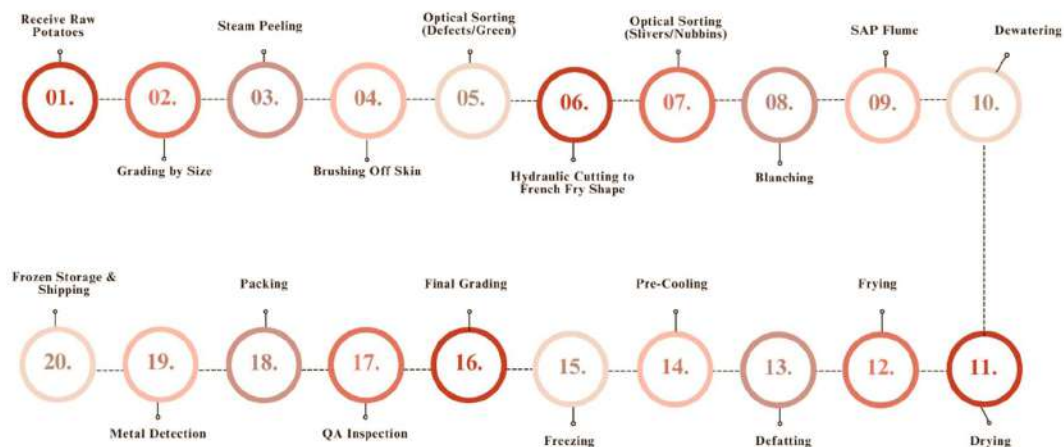 Receive Raw
Potatoes
01.
02.
Grading by Size
Steam Peeling
03.
04.
Brushing Off Skin
Optical Sorting
(Defects/Green)
05.
06.
Hydraulic Cutting to
French Fry Shape
Optical Sorting
(Slivers/Nubbins)
07.
08.
Blanching
SAP Flume
09.
Dewatering
10.
11.
Drying
Frying
12.
13.
Defatting
Pre-Cooling
14.
15.
Freezing
Final Grading
16.
17.
QA Inspection
Packing
18.
19.
Metal Detection
Frozen Storage &
Shipping
20.